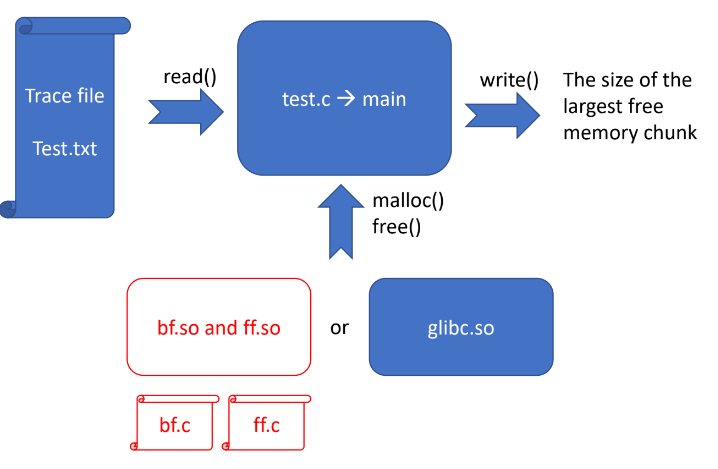 Trace file
Test.txt
read()
test.c → main
write()
The size of the
largest free
memory chunk
malloc()
free()
bf.so and ff.so
or
glibc.so
bf.c
ff.c